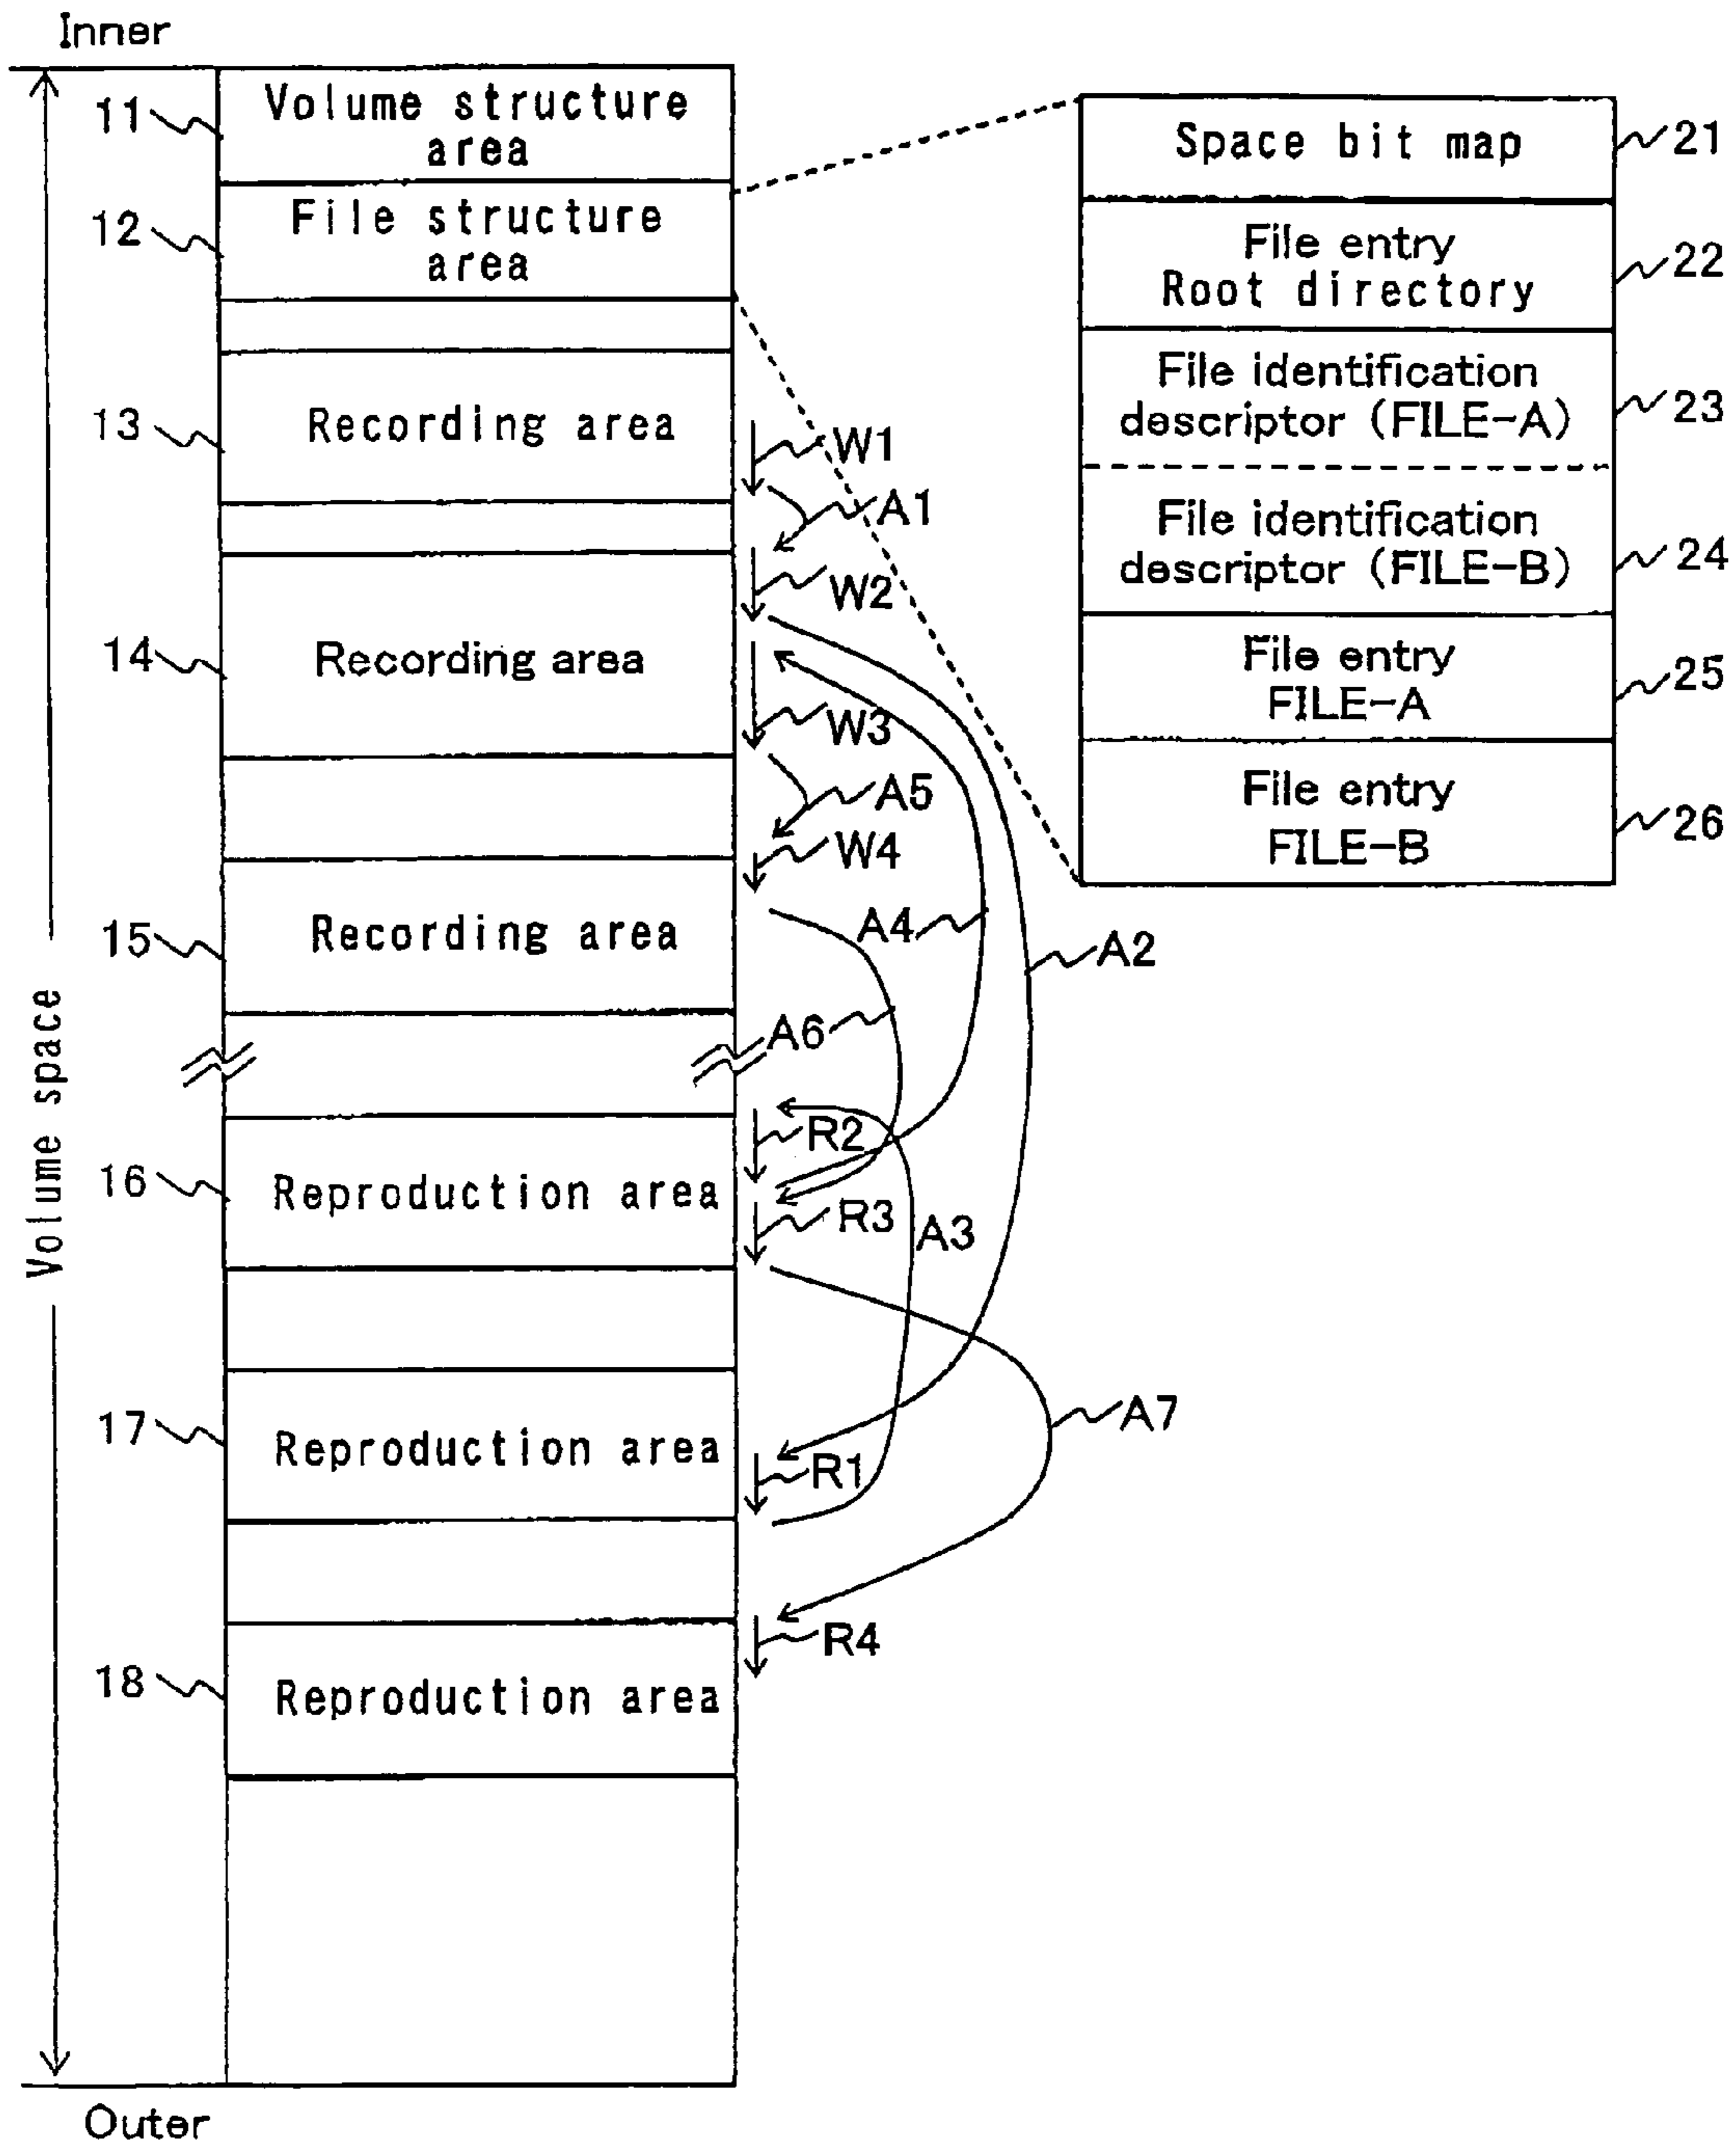 Inner
11
Volume structure
area
12
File structure
area
13
Recording area
W1
A1
W2
14
Recording area
W3
A5
W4
15
Recording area
A4
A2
A6
Volume space
R2
16
Reproduction area
R3
A3
17
Reproduction area
R1
A7
R4
18
Reproduction area
Outer
Space bit map
21
File entry
Root directory
22
File identification
descriptor (FILE-A)
23
File identification
descriptor (FILE-B)
24
File entry
FILE-A
25
File entry
FILE-B
26